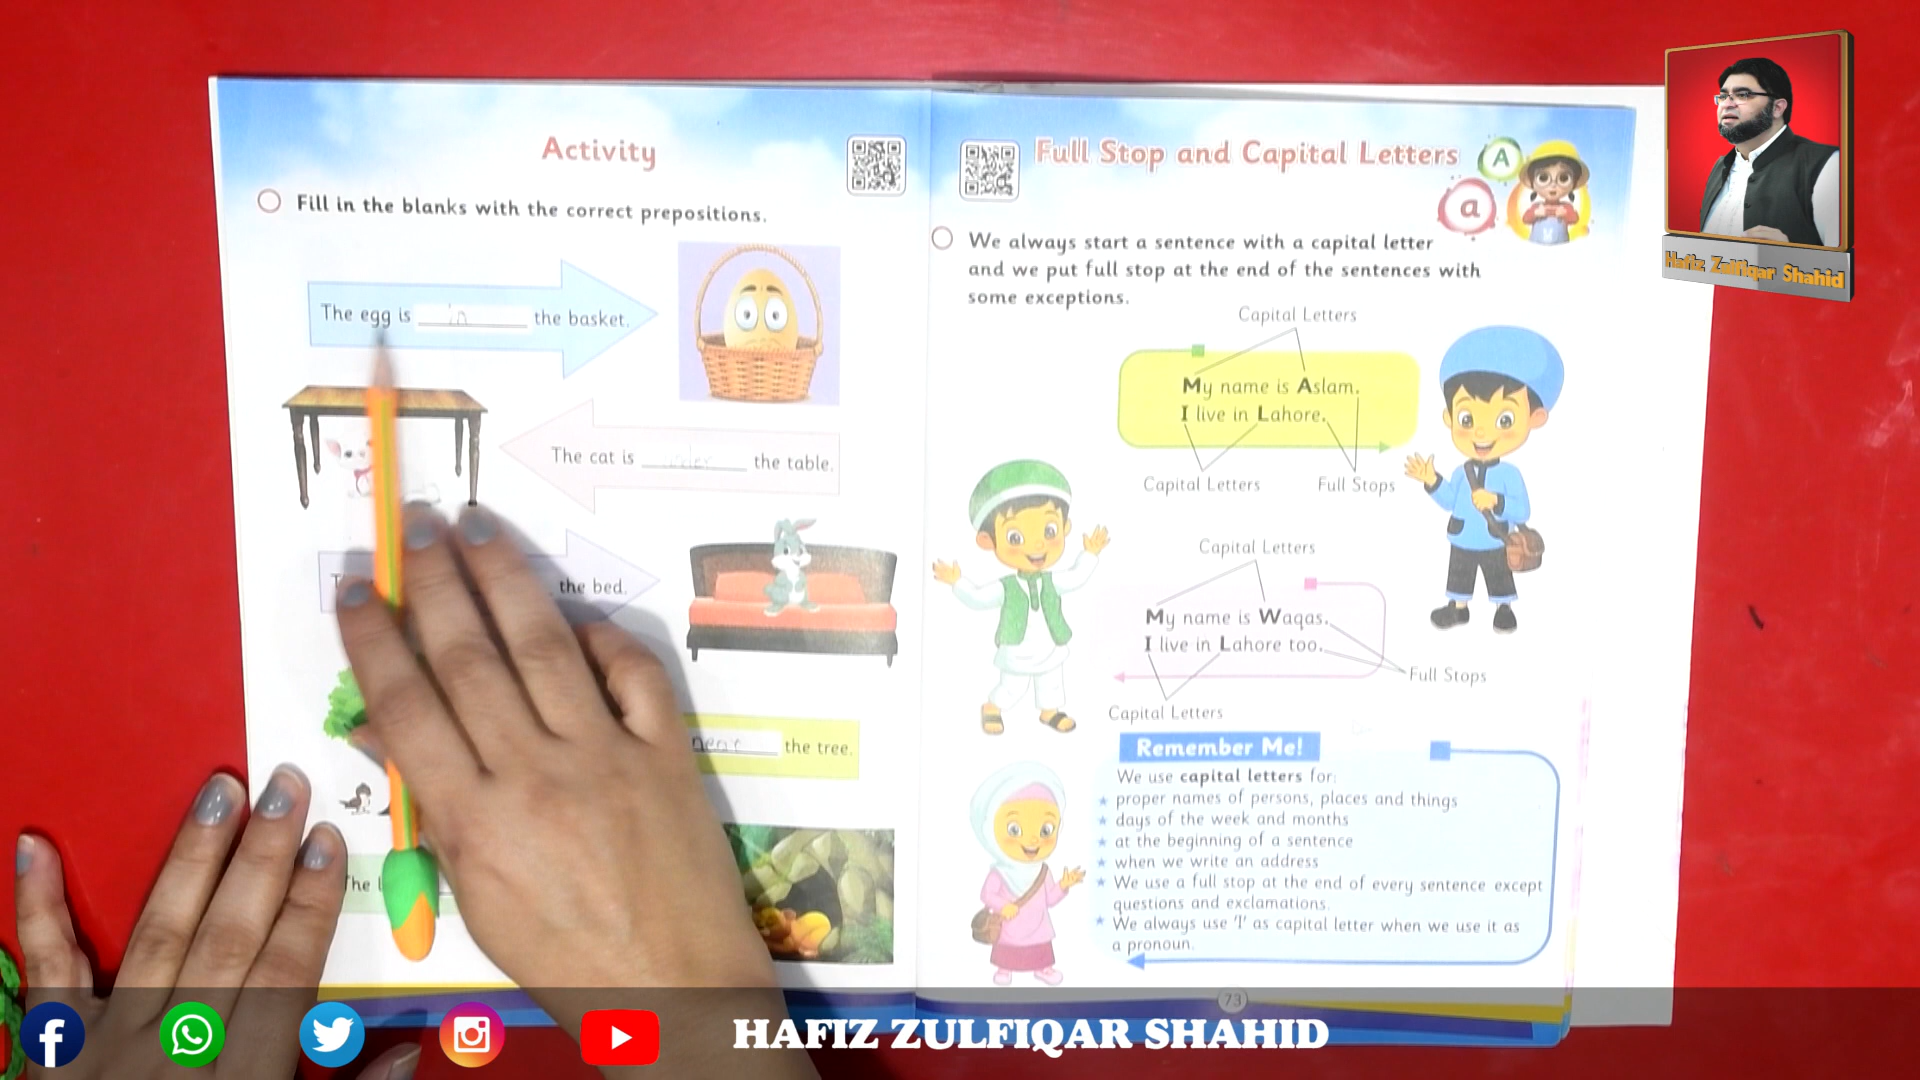 Activity
Fill in the blanks with the correct prepositions.
The egg is in the basket.
The cat is the table.
the bed.
near the tree.
The
Full Stop and Capital Letters
A
a
We always start a sentence with a capital letter
and we put full stop at the end of the sentences with
some exceptions.
Capital Letters
My name is Aslam.
I live in Lahore.
Capital Letters Full Stops
Capital Letters
My name is Waqas.
I live in Lahore too.
Full Stops
Capital Letters
Remember Me!
We use capital letters for:
proper names of persons, places and things
days of the week and months
at the beginning of a sentence
when we write an address
We use a full stop at the end of every sentence except
questions and exclamations.
We always use 'I' as capital letter when we use it as
a pronoun.
73
Hafiz Zulfiqar Shahid
HAFIZ ZULFIQAR SHAHID